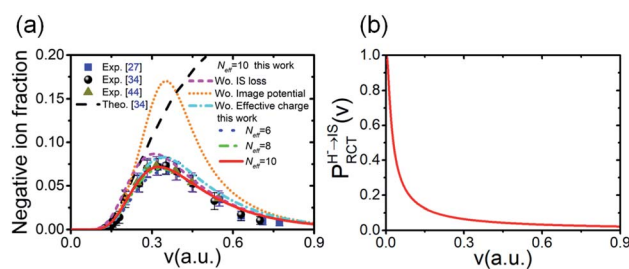 (a)
Negative ion fraction
0.20
0.15
0.10
0.05
0.00
Exp. [27]
Exp. [34]
Exp. [44]
Theo. [34]
N_eff=10 this work
Wo. IS loss
Wo. Image potential
Wo. Effective charge
this work
N_eff=6
N_eff=8
N_eff=10
0.0 0.3 0.6 0.9
v(a.u.)
(b)
P_RCT^H⁻→IS(v)
1.0
0.8
0.6
0.4
0.2
0.0
0.0 0.3 0.6 0.9
v(a.u.)